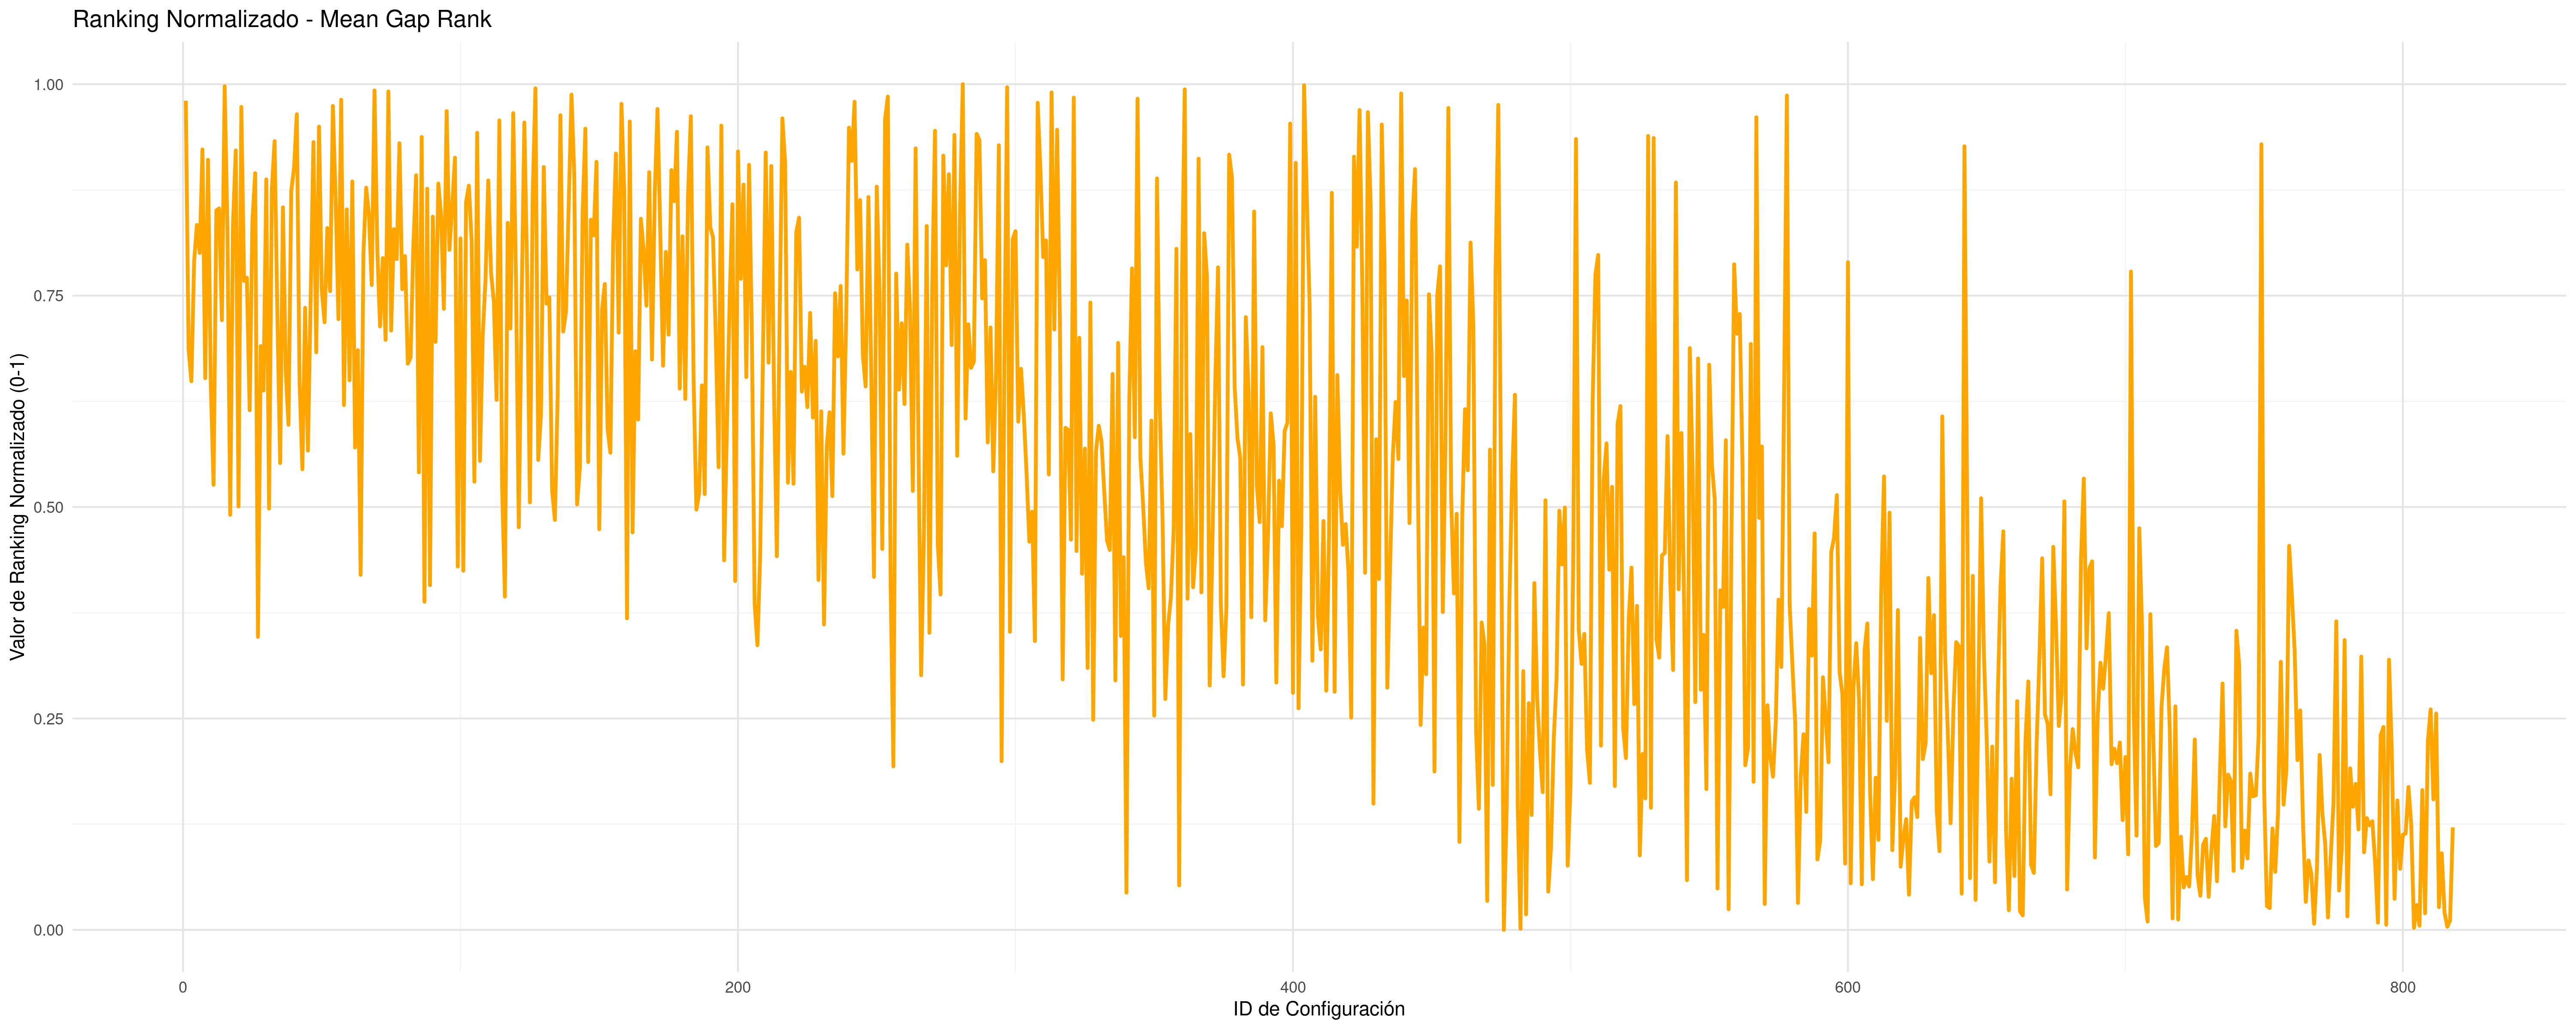 Ranking Normalizado - Mean Gap Rank
Valor de Ranking Normalizado (0-1)
1.00
0.75
0.50
0.25
0.00
0 200 400 600 800
ID de Configuración